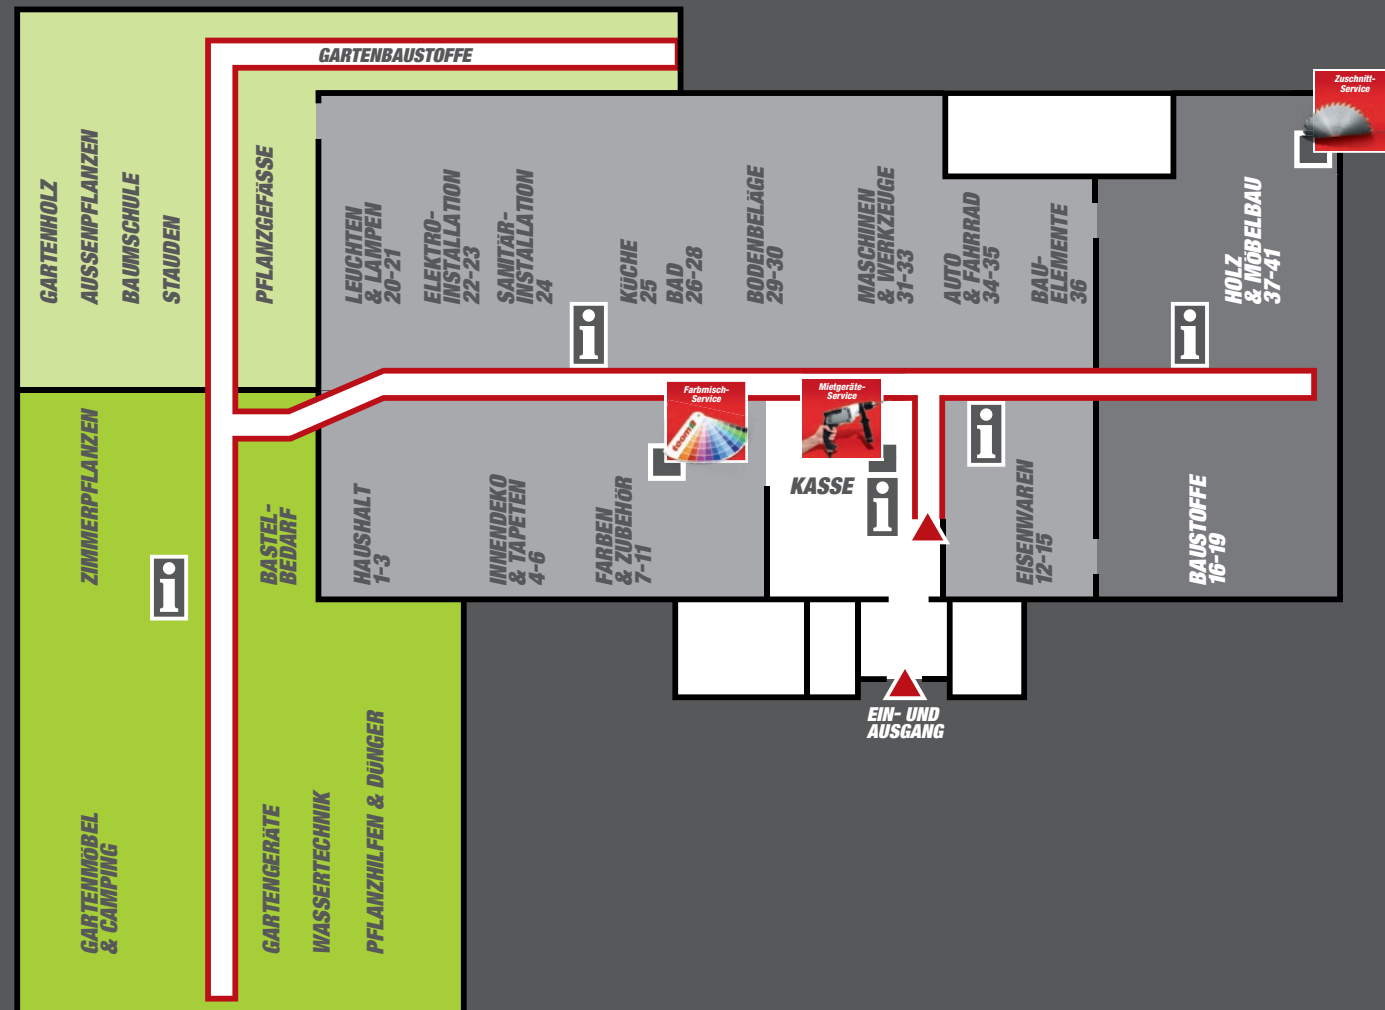 GARTENBAUSTOFFE
Zuschnitt-
Service
GARTENHOLZ
AUSSENPFLANZEN
BAUMSCHULE
STAUDEN
PFLANZGEFÄSSE
LEUCHTEN
& LAMPEN
20-21
ELEKTRO-
INSTALLATION
22-23
SANITÄR-
INSTALLATION
24
KÜCHE
25
BAD
26-28
BODENBELÄGE
29-30
MASCHINEN
& WERKZEUGE
31-33
AUTO
& FAHRRAD
34-35
BAU-
ELEMENTE
36
HOLZ
& MÖBELBAU
37-41
i
i
Farbmisch-
Service
toom
Mietgeräte-
Service
i
KASSE
i
ZIMMERPFLANZEN
i
BASTEL-
BEDARF
HAUSHALT
1-3
INNENDEKO
& TAPETEN
4-6
FARBEN
& ZUBEHÖR
7-11
EISENWAREN
12-15
BAUSTOFFE
16-19
EIN- UND
AUSGANG
GARTENMÖBEL
& CAMPING
GARTENGERÄTE
WASSERTECHNIK
PFLANZHILFEN & DÜNGER